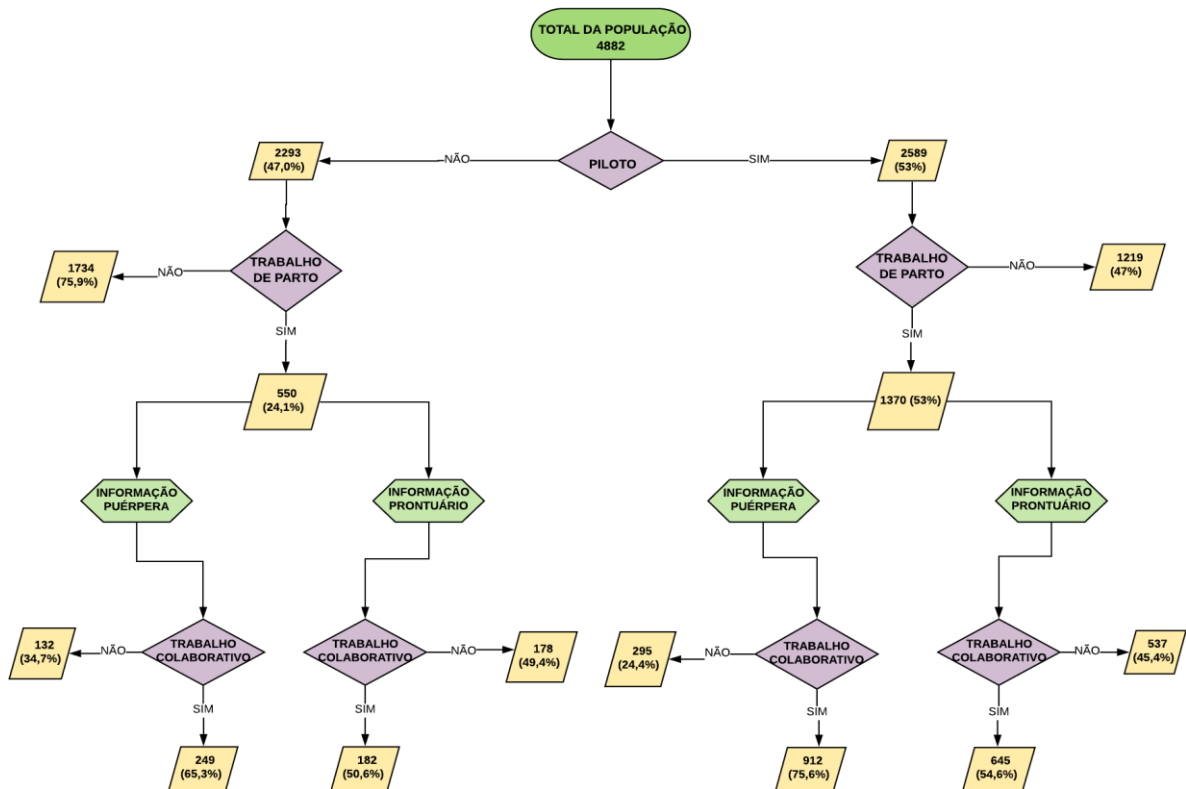 TOTAL DA POPULAÇÃO
4882
PILOTO
NÃO
SIM
2293
(47,0%)
2589
(53%)
TRABALHO
DE PARTO
NÃO
1734
(75,9%)
SIM
TRABALHO
DE PARTO
NÃO
1219
(47%)
SIM
550
(24,1%)
1370 (53%)
INFORMAÇÃO
PUÉRPERA
INFORMAÇÃO
PRONTUÁRIO
INFORMAÇÃO
PUÉRPERA
INFORMAÇÃO
PRONTUÁRIO
132
(34,7%)
NÃO
TRABALHO
COLABORATIVO
TRABALHO
COLABORATIVO
NÃO
178
(49,4%)
295
(24,4%)
NÃO
TRABALHO
COLABORATIVO
TRABALHO
COLABORATIVO
NÃO
537
(45,4%)
SIM
SIM
SIM
SIM
249
(65,3%)
182
(50,6%)
912
(75,6%)
645
(54,6%)